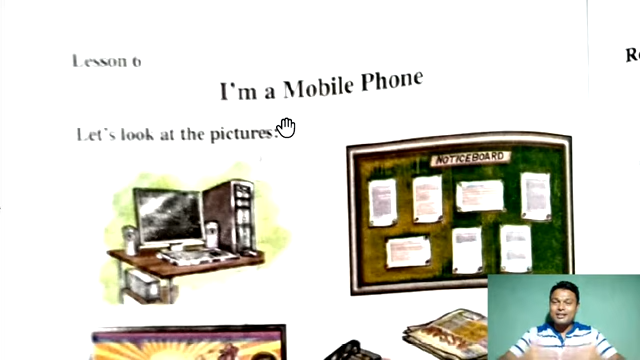 Lesson 6
I'm a Mobile Phone
Let's look at the pictures:
NOTICEBOARD